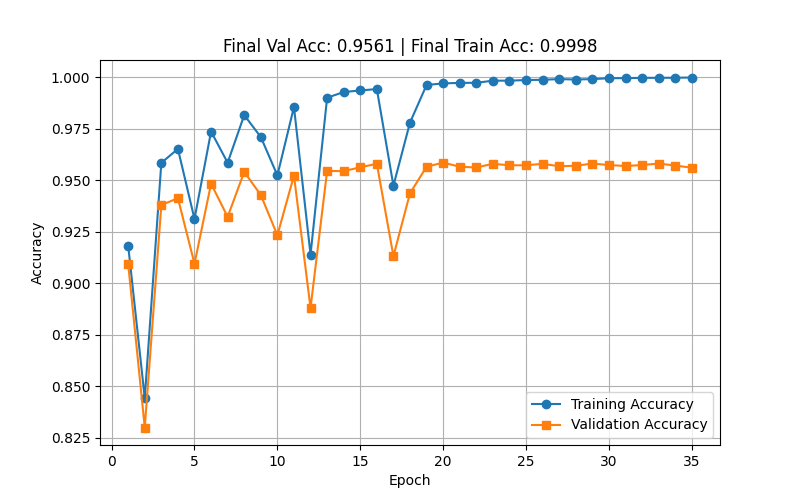 Final Val Acc: 0.9561 | Final Train Acc: 0.9998
1.000
0.975
0.950
0.925
0.900
0.875
0.850
0.825
Accuracy
Training Accuracy
Validation Accuracy
0 5 10 15 20 25 30 35
Epoch